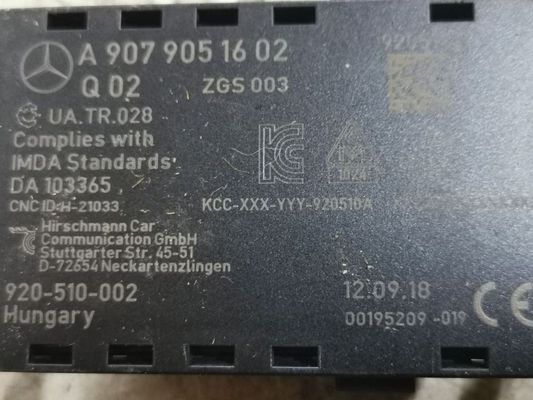 A 907 905 16 02
Q 02 ZGS 003
UA.TR.028
Complies with
IMDA Standards
DA 103365
CNC ID:H-21033
KCC-XXX-YYY-920510A
1024
Hirschmann Car
Communication GmbH
Stuttgarter Str. 45-51
D-72654 Neckartenzlingen
920-510-002
12.09.18
Hungary
00195209 -019
CE